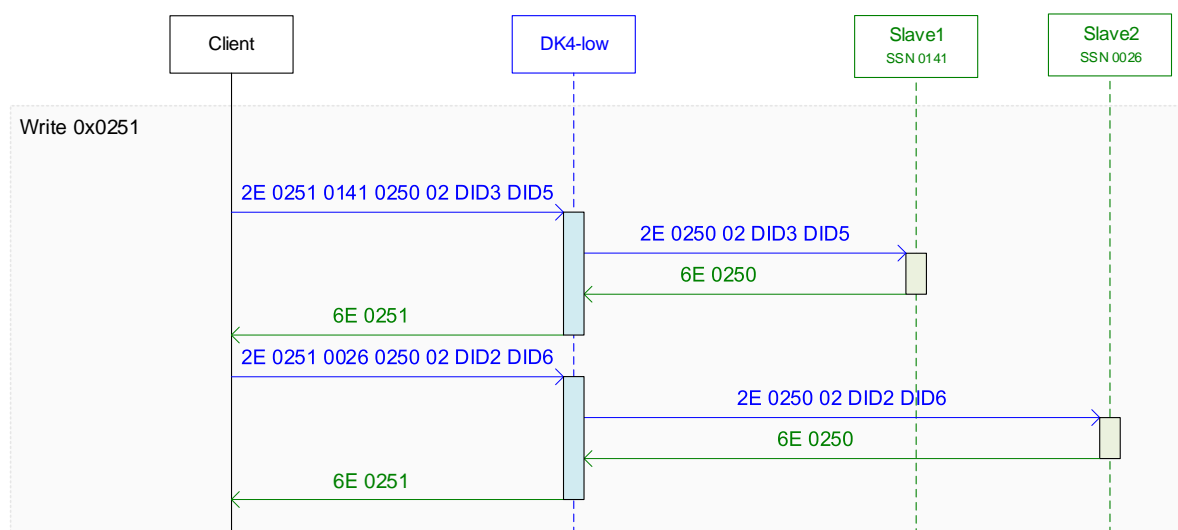 Client
DK4-low
Slave1
SSN 0141
Slave2
SSN 0026
Write 0x0251
2E 0251 0141 0250 02 DID3 DID5
2E 0250 02 DID3 DID5
6E 0250
6E 0251
2E 0251 0026 0250 02 DID2 DID6
2E 0250 02 DID2 DID6
6E 0250
6E 0251